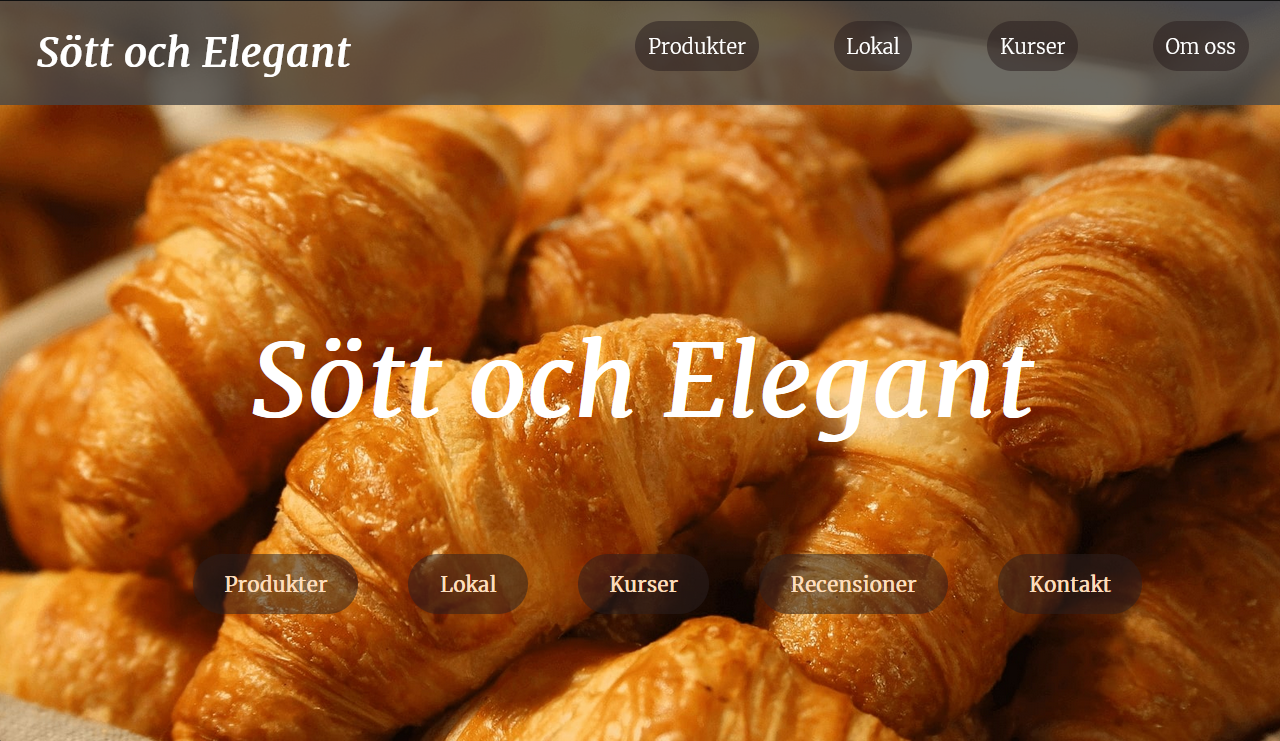 Sött och Elegant
Produkter Lokal Kurser Om oss
Sött och Elegant
Produkter Lokal Kurser Recensioner Kontakt